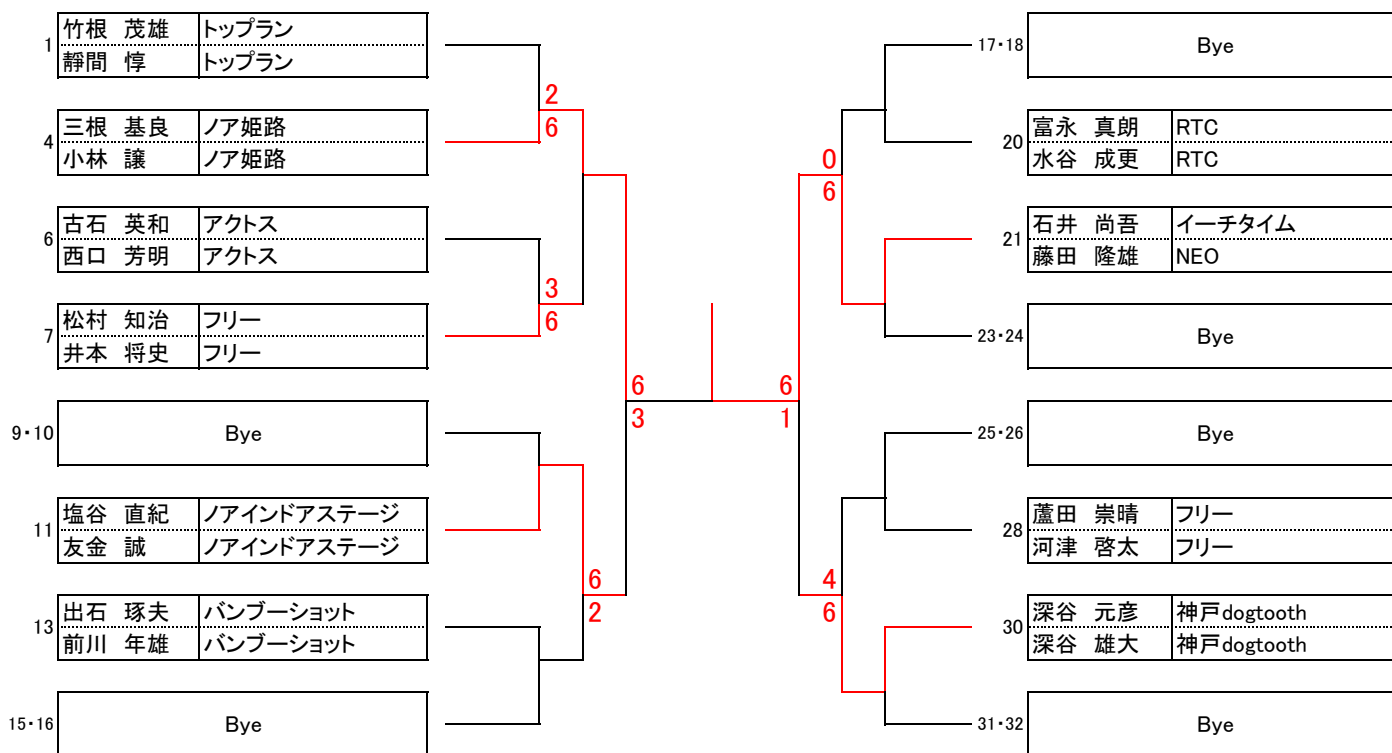 1 竹根 茂雄 トップラン
靜間 惇 トップラン
2
6
4 三根 基良 ノア姫路
小林 譲 ノア姫路
6 古石 英和 アクトス
西口 芳明 アクトス
3
6
7 松村 知治 フリー
井本 将史 フリー
6
3
9・10 Bye
11 塩谷 直紀 ノアインドアステージ
友金 誠 ノアインドアステージ
6
2
13 出石 琢夫 バンブーショット
前川 年雄 バンブーショット
15・16 Bye
17・18 Bye
20 富永 真朗 RTC
水谷 成更 RTC
0
6
21 石井 尚吾 イーチタイム
藤田 隆雄 NEO
23・24 Bye
6
1
25・26 Bye
28 蘆田 崇晴 フリー
河津 啓太 フリー
4
6
30 深谷 元彦 神戸dogtooth
深谷 雄大 神戸dogtooth
31・32 Bye